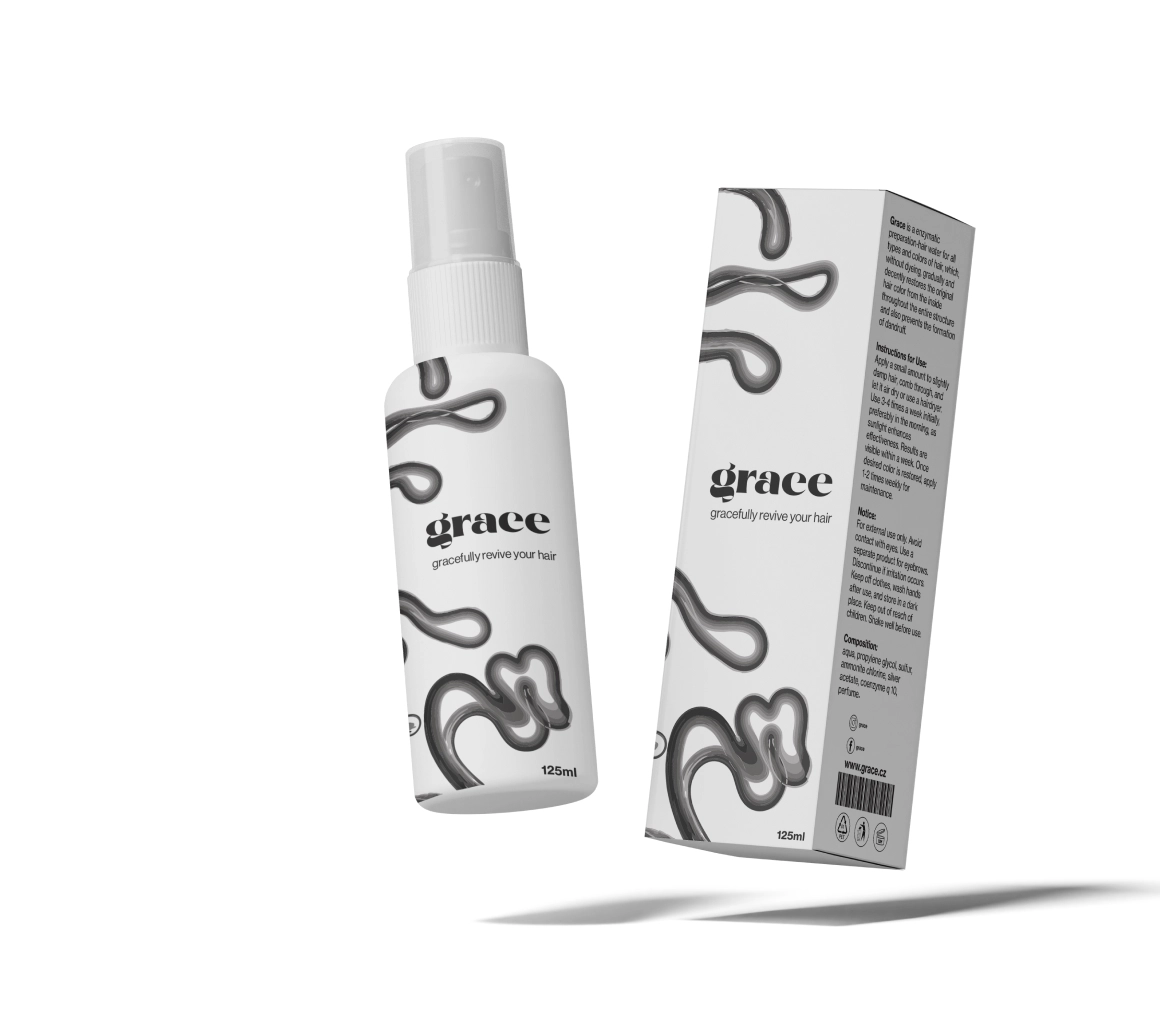 grace
gracefully revive your hair
125ml
grace
gracefully revive your hair
125ml
Grace is a enzymatic
preparation-hair water for all
types and colors of hair, which,
without dyeing, gradually and
decently restores the original
hair color from the inside
throughout the entire structure
and also prevents the formation
of dandruff.
Instructions for Use:
Apply a small amount to slightly
damp hair, comb through, and
let it air dry or use a hairdryer.
Use 3-4 times a week initially,
preferably in the morning, as
sunlight enhances
effectiveness. Results are
visible within a week. Once
desired color is restored, apply
1-2 times weekly for
maintenance.
Notice:
For external use only. Avoid
contact with eyes. Use a
separate product for eyebrows.
Discontinue if irritation occurs.
Keep off clothes, wash hands
after use, and store in a dark
place. Keep out of reach of
children. Shake well before use.
Composition:
aqua, propylene glycol, sulfur,
ammonite chlorine, silver
acetate, coenzyme q 10,
perfume.
grace
grace
www.grace.cz